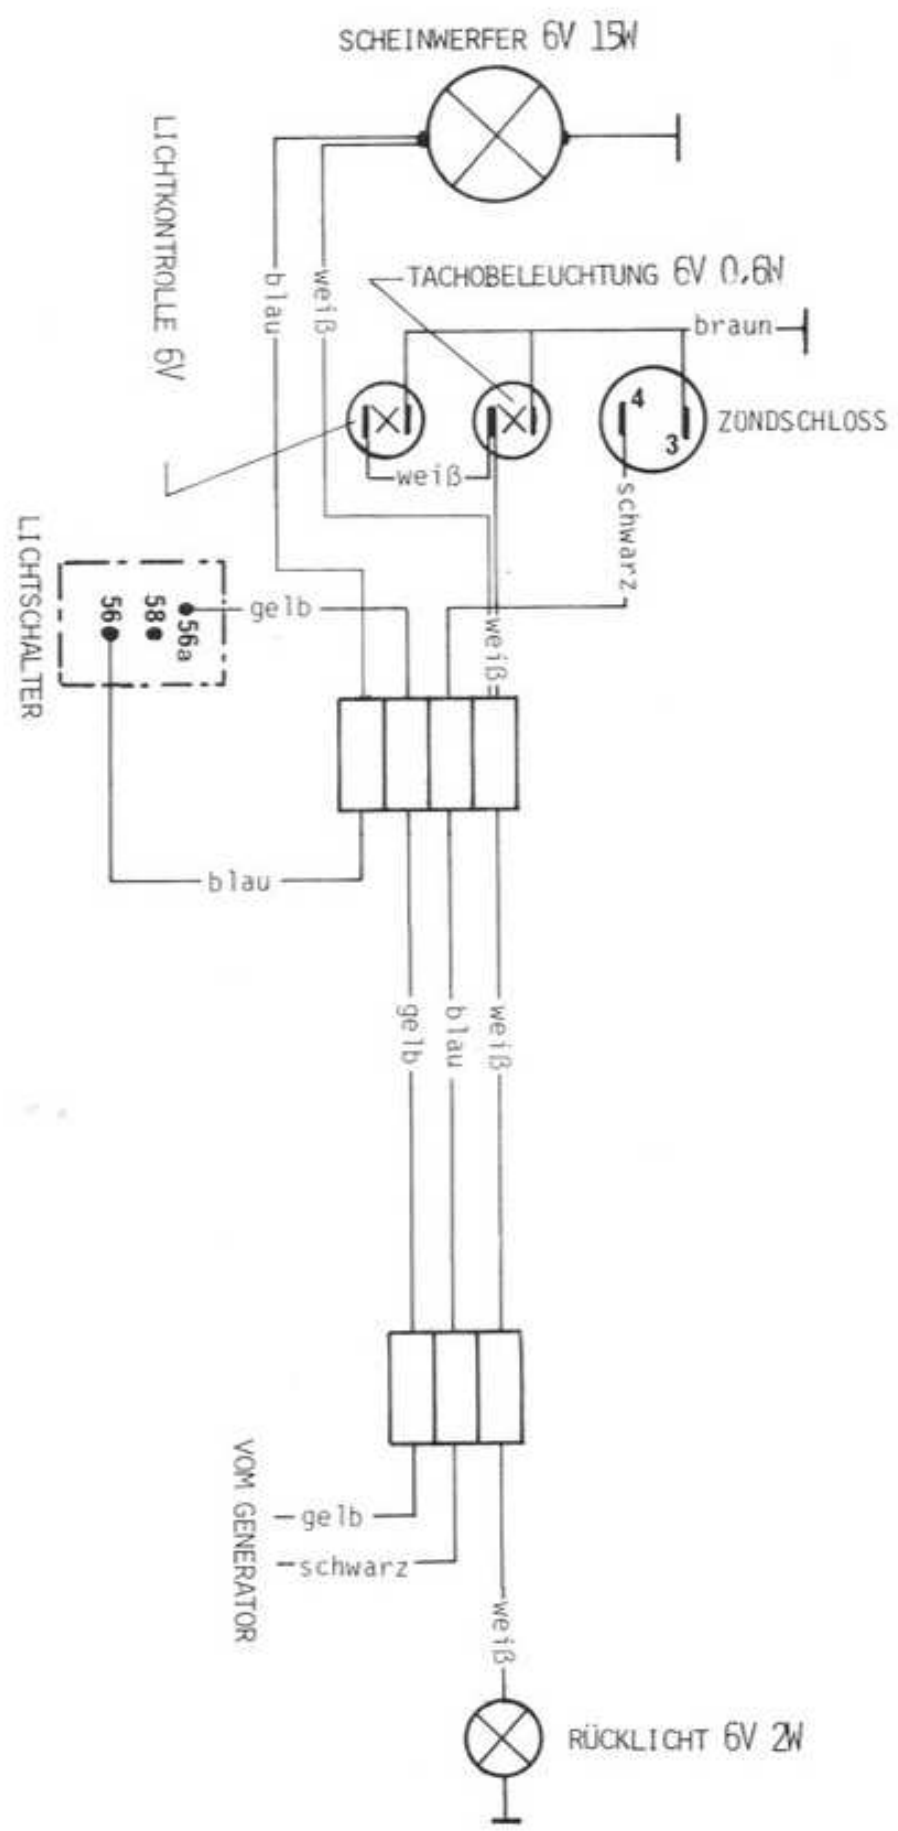 SCHEINWERFER 6V 15W
LICHTKONTROLLE 6V
blau
weiß
TACHOBELEUCHTUNG 6V 0,6W
braun
4
3
ZÜNDSCHLOSS
weiß
schwarz
LICHTSCHALTER
56
58
56a
gelb
weiß
blau
gelb
blau
weiß
VOM GENERATOR
gelb
schwarz
weiß
RÜCKLICHT 6V 2W